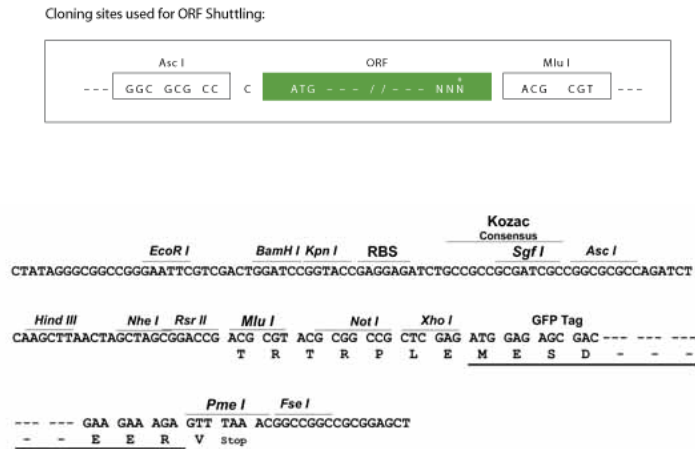 Cloning sites used for ORF Shuttling:
Asc I ORF Mlu I
--- GGC GCG CC C ATG --- // --- NNN* ACG CGT ---
Kozac
Consensus
EcoR I BamH I Kpn I RBS Sgf I Asc I
CTATAGGGCGGCCGGGAATTCGTCGACTGGATCCGGTACCGAGGAGATCTGCCGCCGCGATCGCCGGCGCGCCAGATCT
Hind III Nhe I Rsr II Mlu I Not I Xho I GFP Tag
CAAGCTTAACTAGCTAGCGGACCG ACG CGT ACG CGG CCG CTC GAG ATG GAG AGC GAC --- --- ---
T R T R P L E M E S D - - -
Pme I Fse I
--- --- GAA GAA AGA GTT TAA ACGGCCGGCCGCGGAGCT
- - E E R V Stop